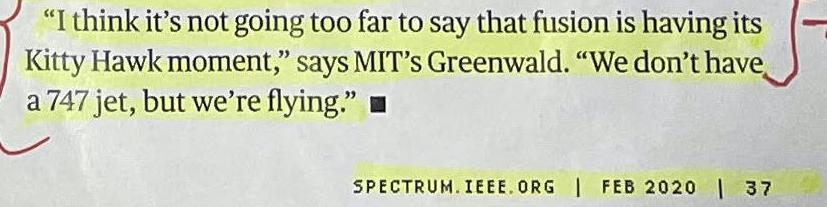 “I think it’s not going too far to say that fusion is having its
Kitty Hawk moment,” says MIT’s Greenwald. “We don’t have
a 747 jet, but we’re flying.” ■
SPECTRUM.IEEE.ORG | FEB 2020 | 37